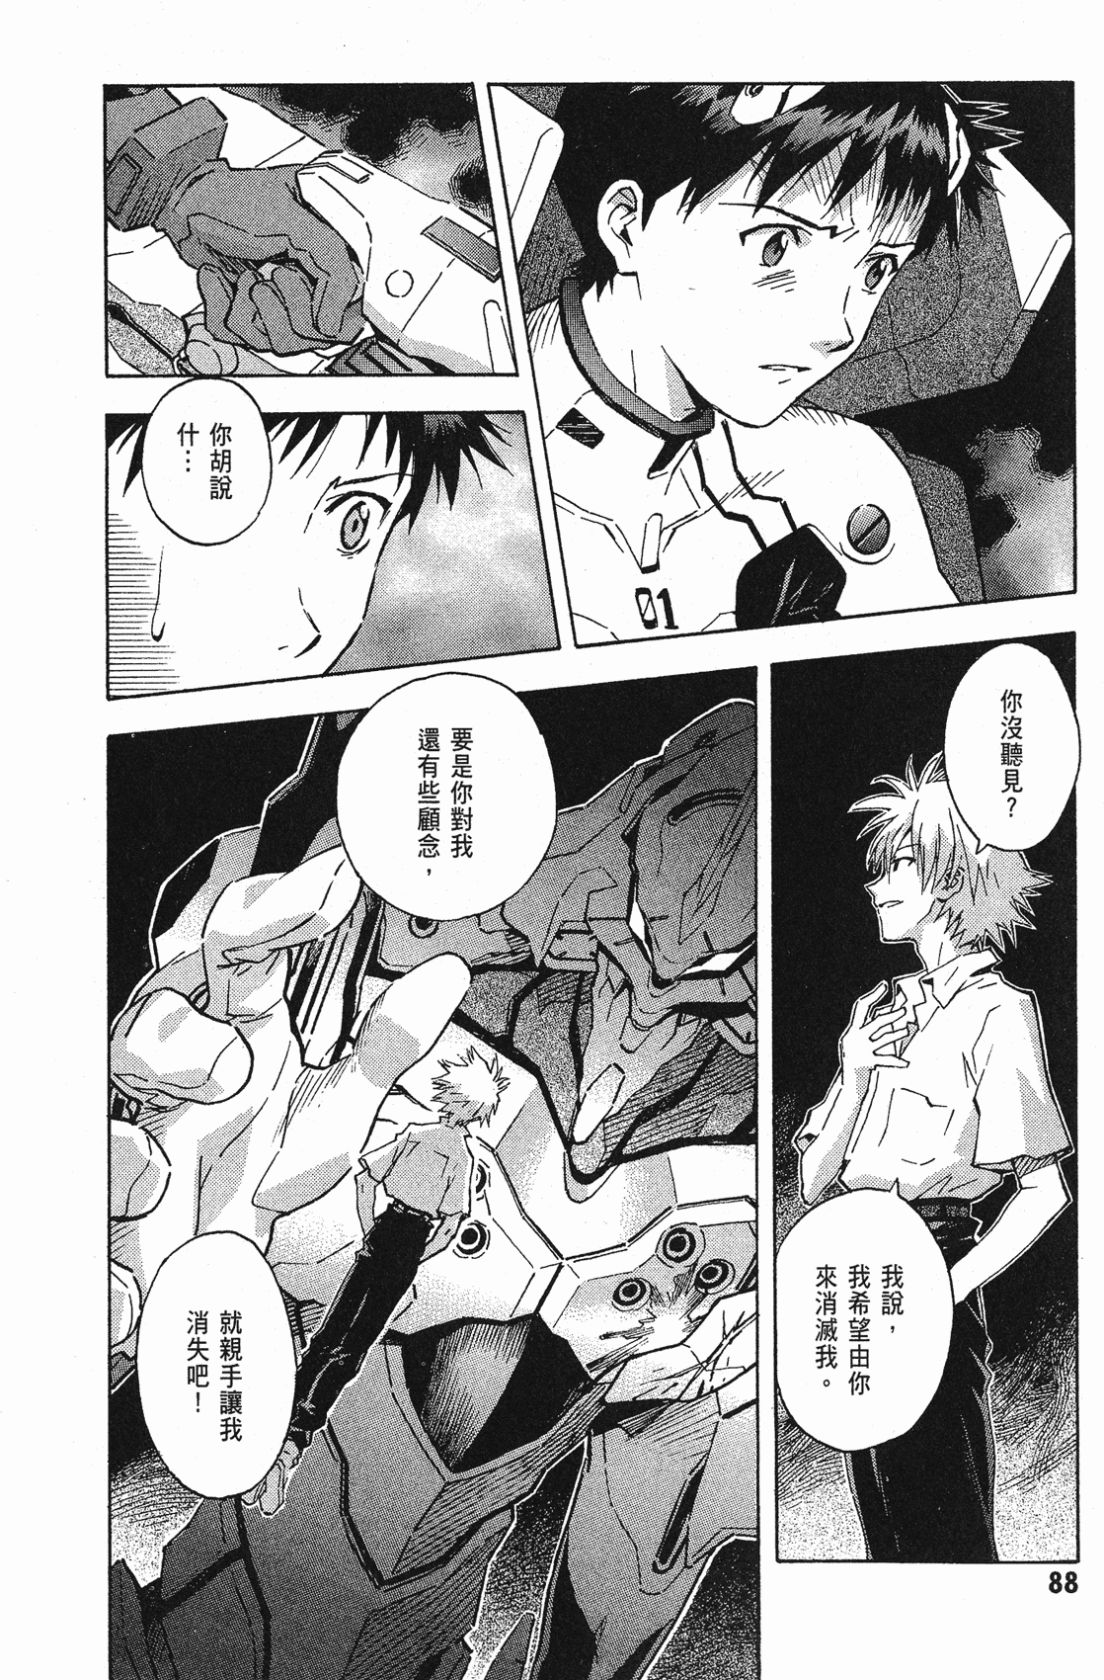 01
你胡說
什…
你沒聽見?
我說,
我希望由你
來消滅我。
要是你對我
還有些顧念,
就親手讓我
消失吧!
88